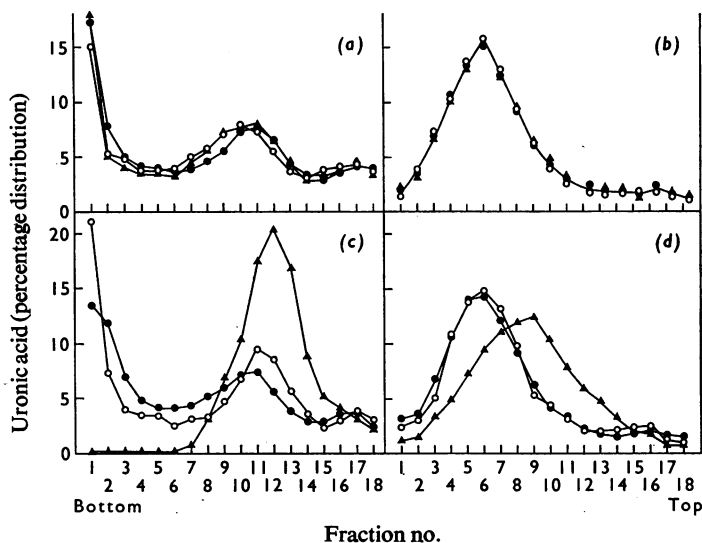 (a)
(b)
15
10
5
0
(c)
(d)
20
15
10
5
0
Uronic acid (percentage distribution)
1 3 5 7 9 11 13 15 17 1 3 5 7 9 11 13 15 17
2 4 6 8 10 12 14 16 18 2 4 6 8 10 12 14 16 18
Bottom Top
Fraction no.